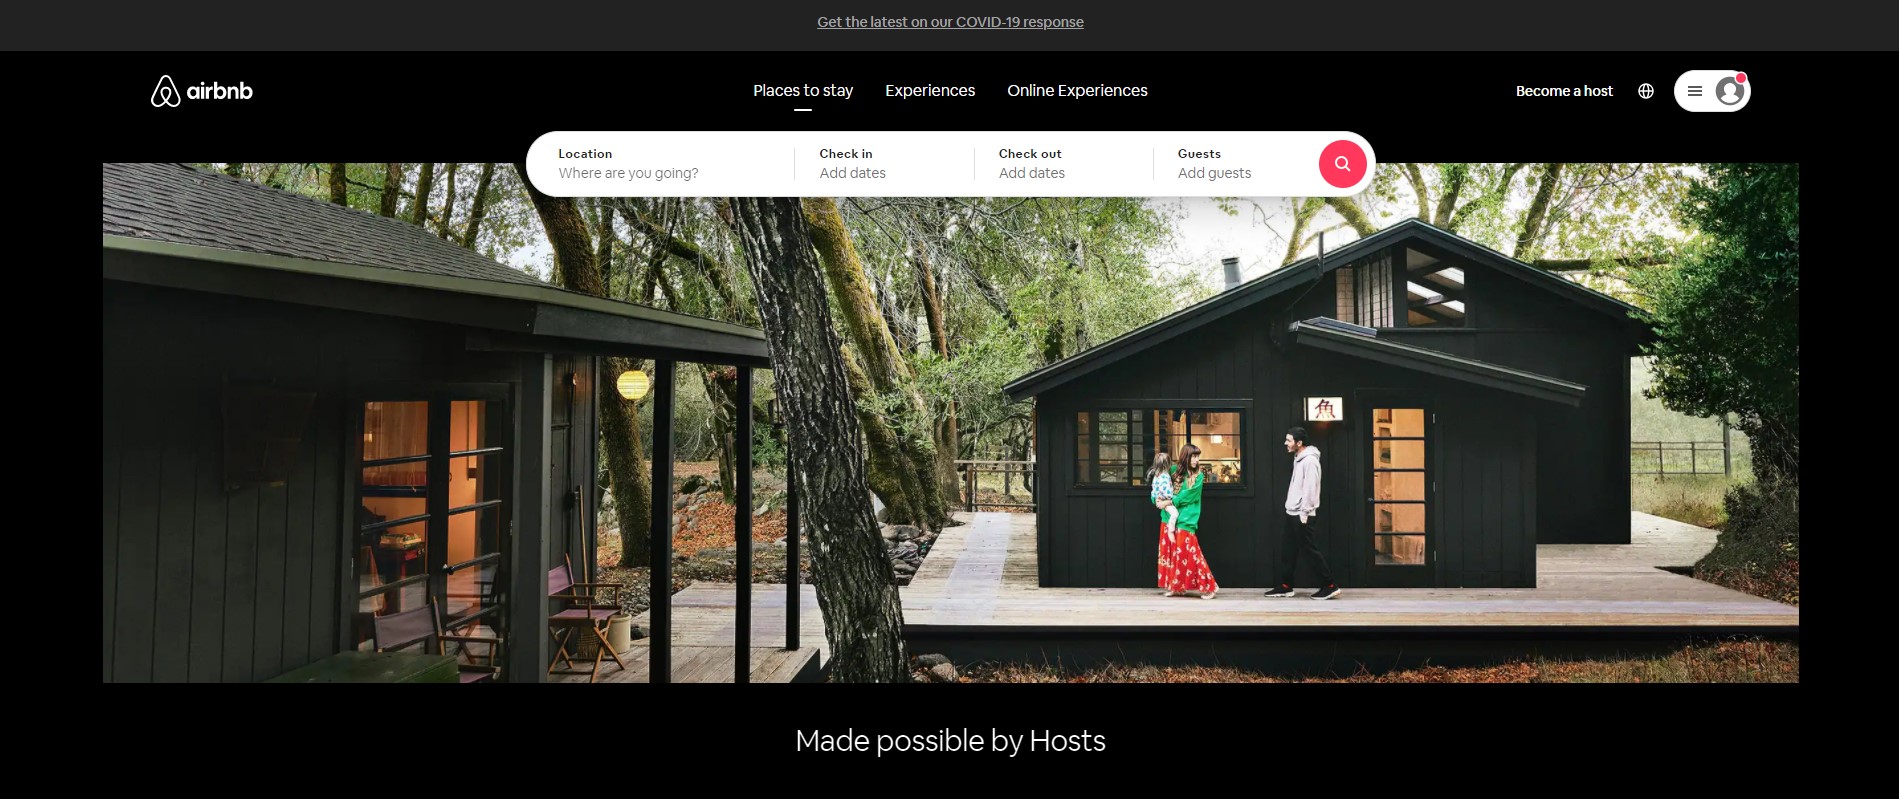 Get the latest on our COVID-19 response
airbnb
Places to stay
Experiences
Online Experiences
Become a host
Location
Where are you going?
Check in
Add dates
Check out
Add dates
Guests
Add guests
魚
Made possible by Hosts